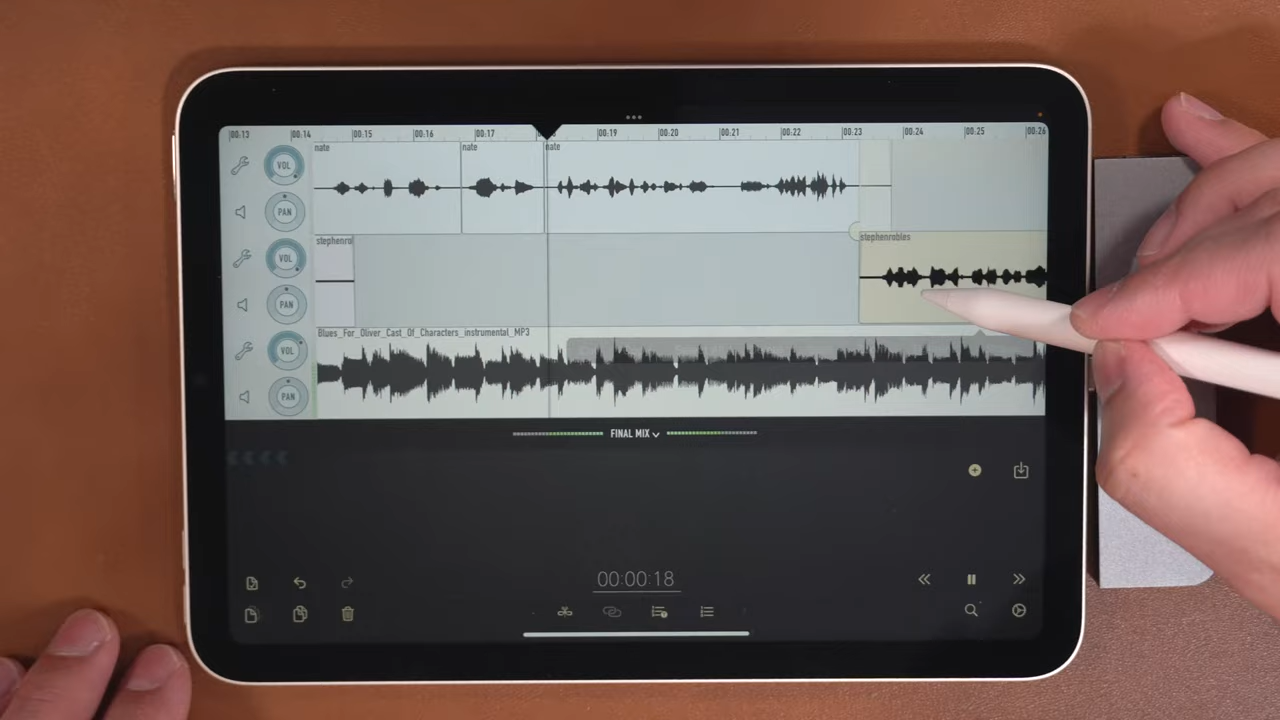 00:13 00:14 00:15 00:16 00:17 00:19 00:20 00:21 00:22 00:23 00:24 00:25 00:26
nate nate nate
VOL
PAN
stephenro stephenrobles
VOL
PAN
Blues_For_Oliver_Cast_Of_Characters_instrumental_MP3
VOL
PAN
FINAL MIX
00:00:18